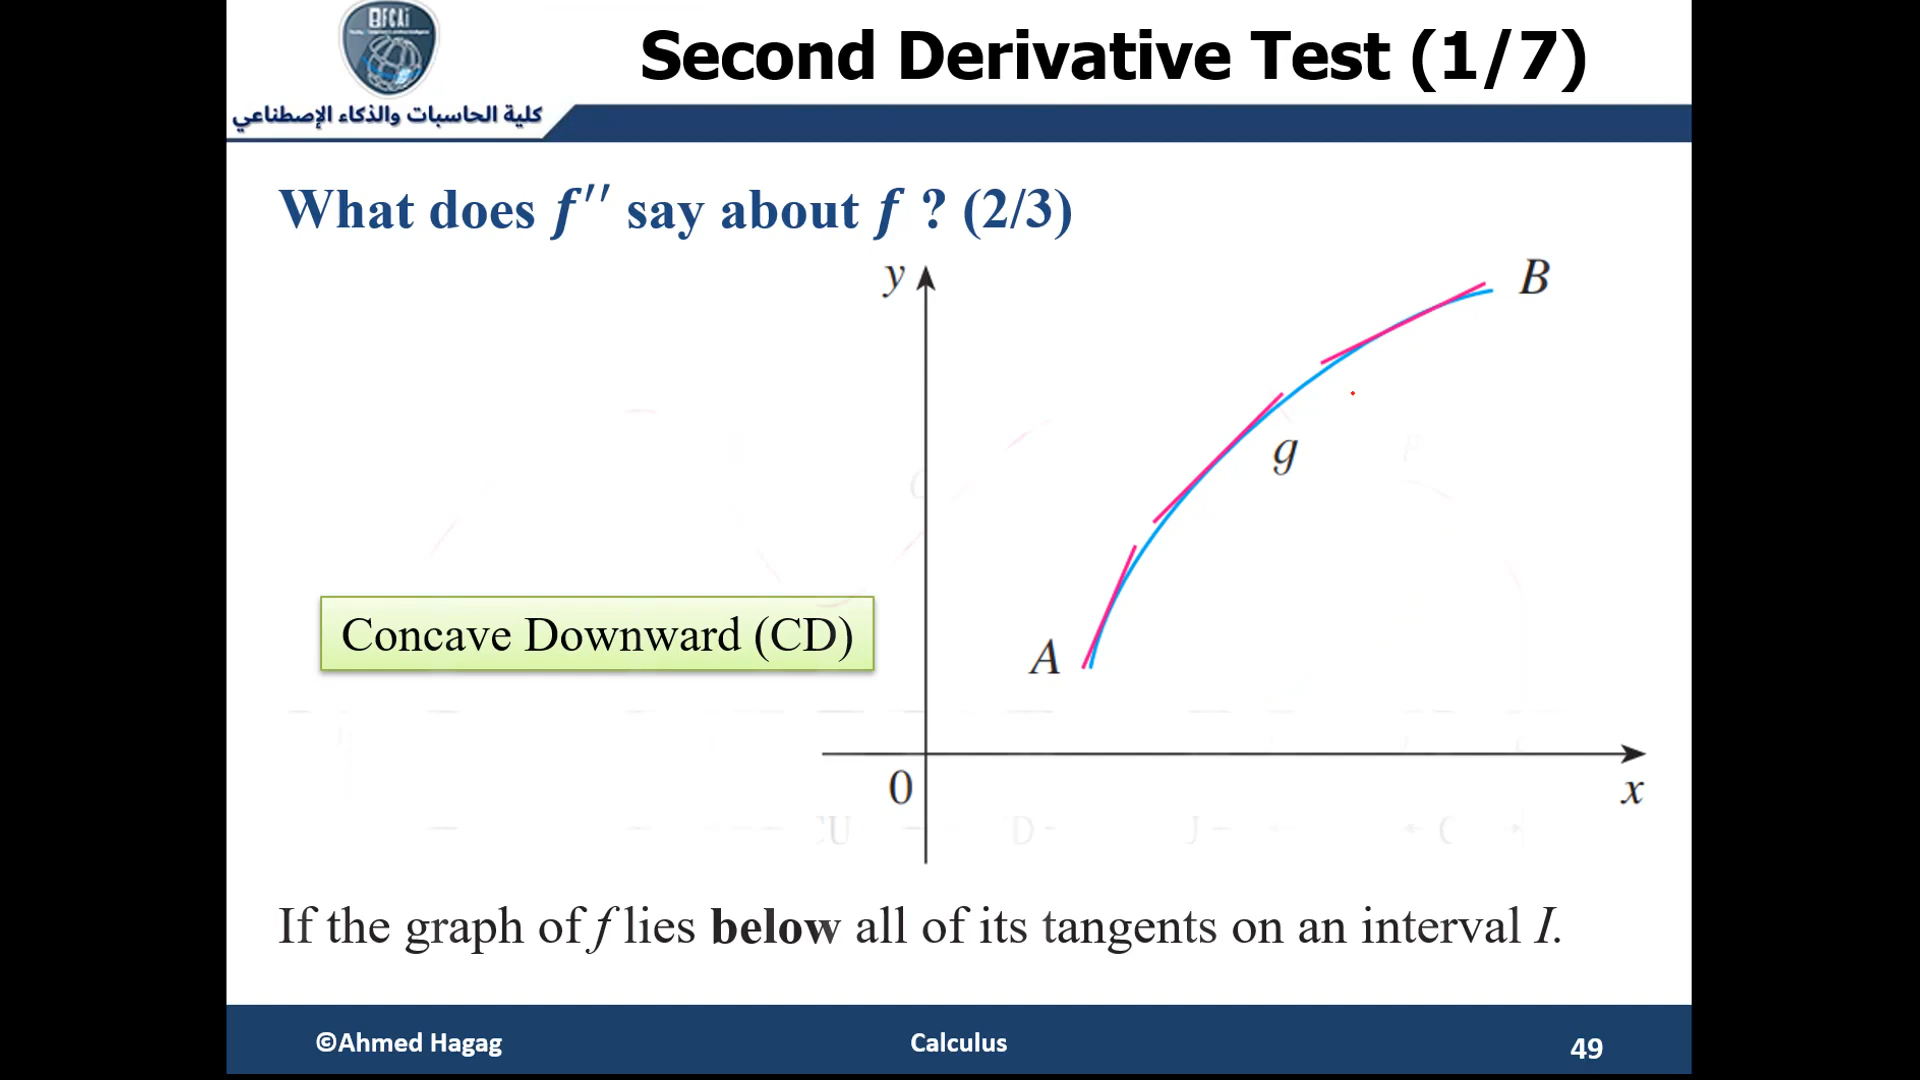 BFCAi
Second Derivative Test (1/7)
كلية الحاسبات والذكاء الإصطناعي
What does f′′ say about f ? (2/3)
y
B
g
Concave Downward (CD)
A
0
x
If the graph of f lies below all of its tangents on an interval I.
©Ahmed Hagag
Calculus
49